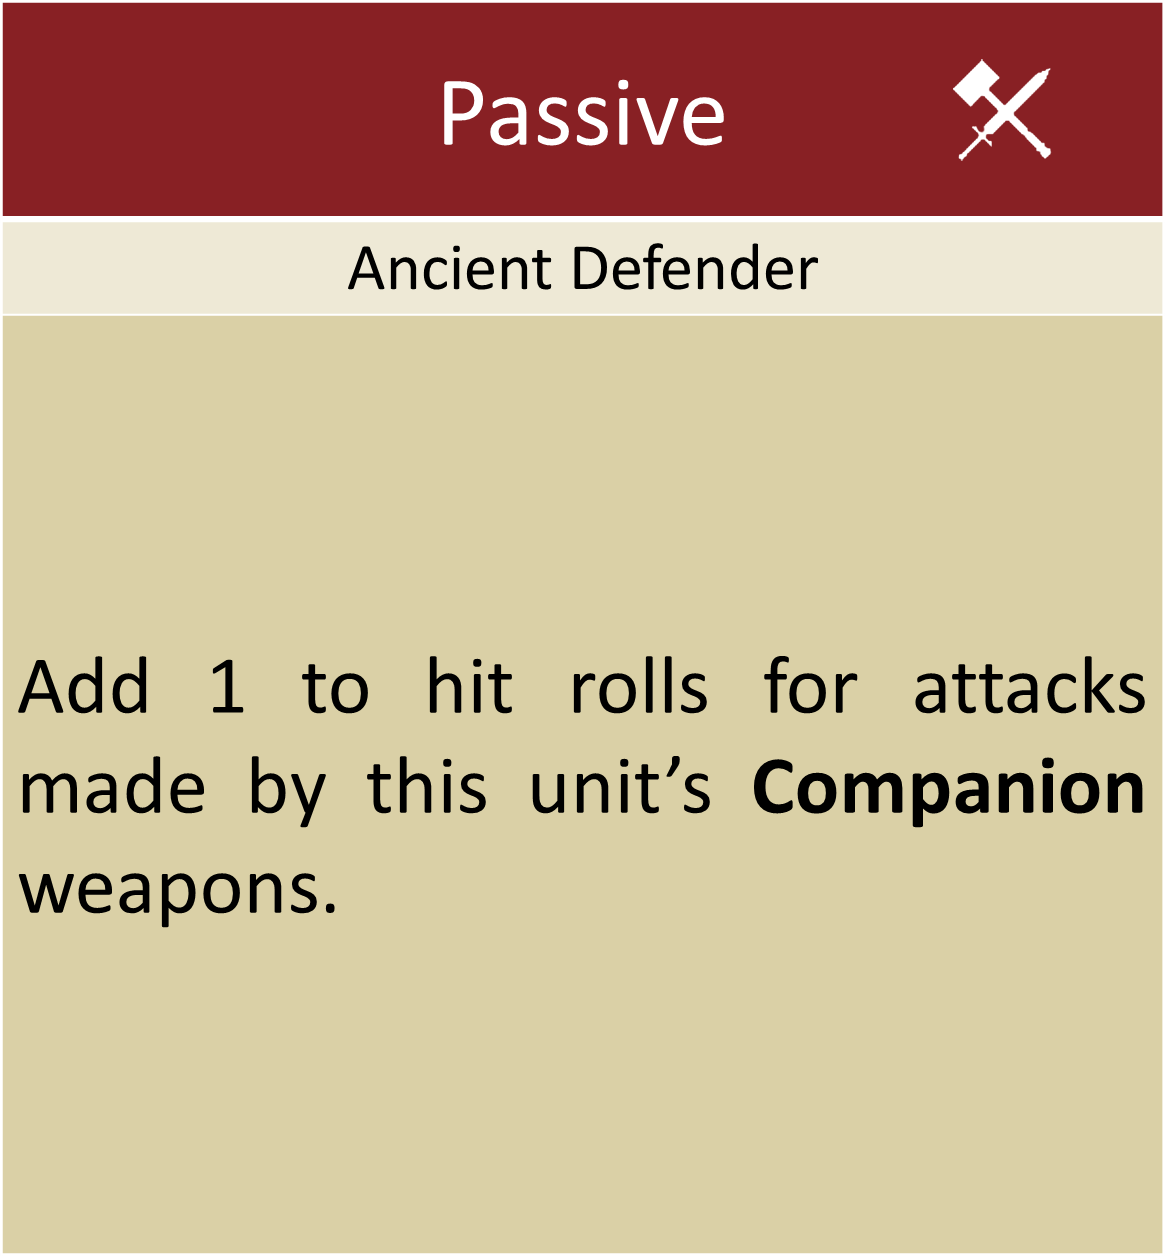 Passive
Ancient Defender
Add 1 to hit rolls for attacks
made by this unit’s Companion
weapons.